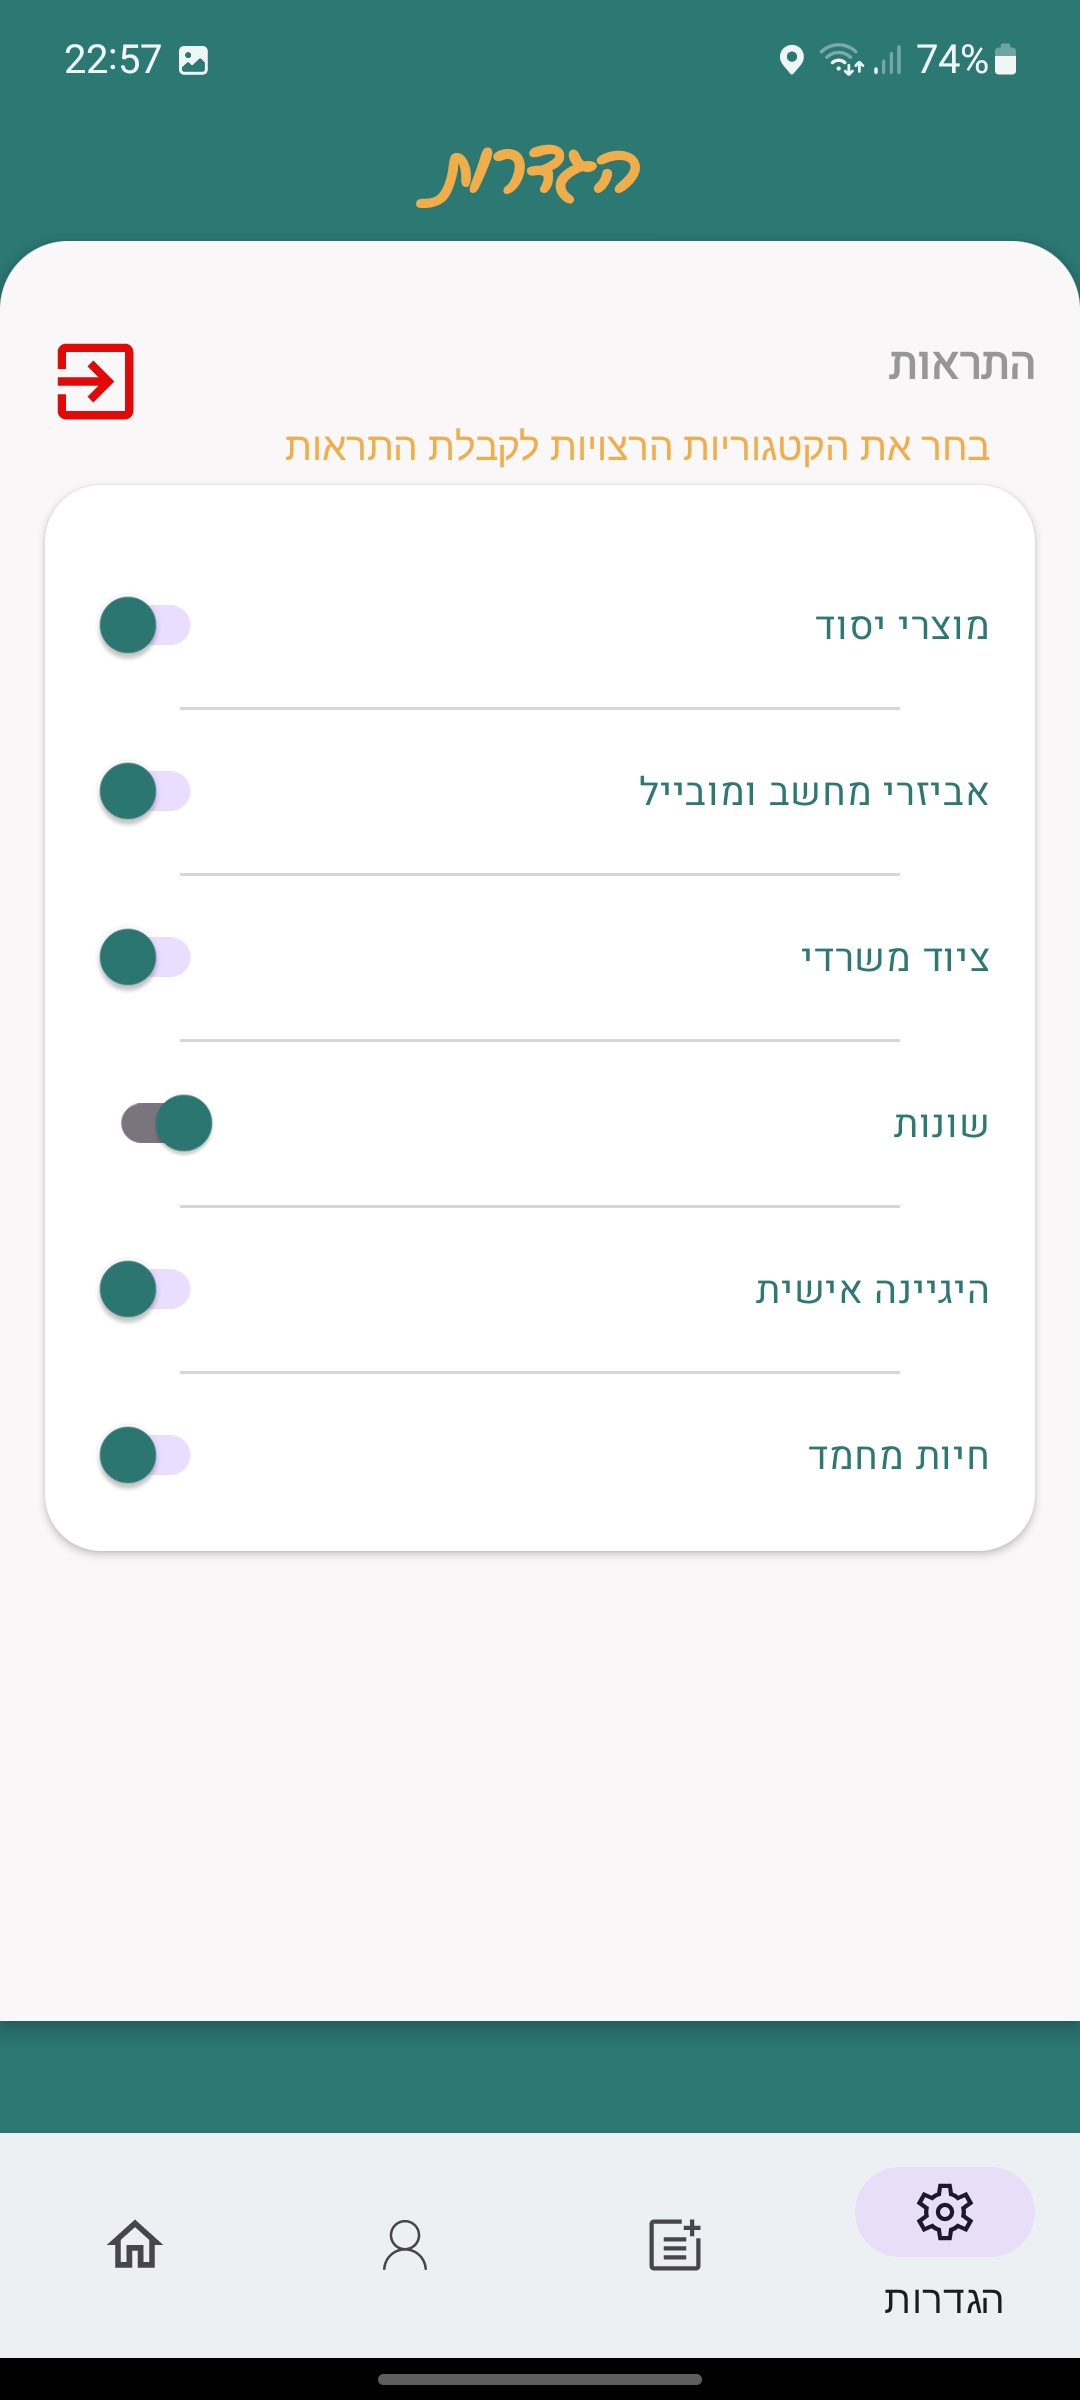 22:57 74%
הגדרות
התראות
בחר את הקטגוריות הרצויות לקבלת התראות
מוצרי יסוד
אביזרי מחשב ומובייל
ציוד משרדי
שונות
היגיינה אישית
חיות מחמד
הגדרות